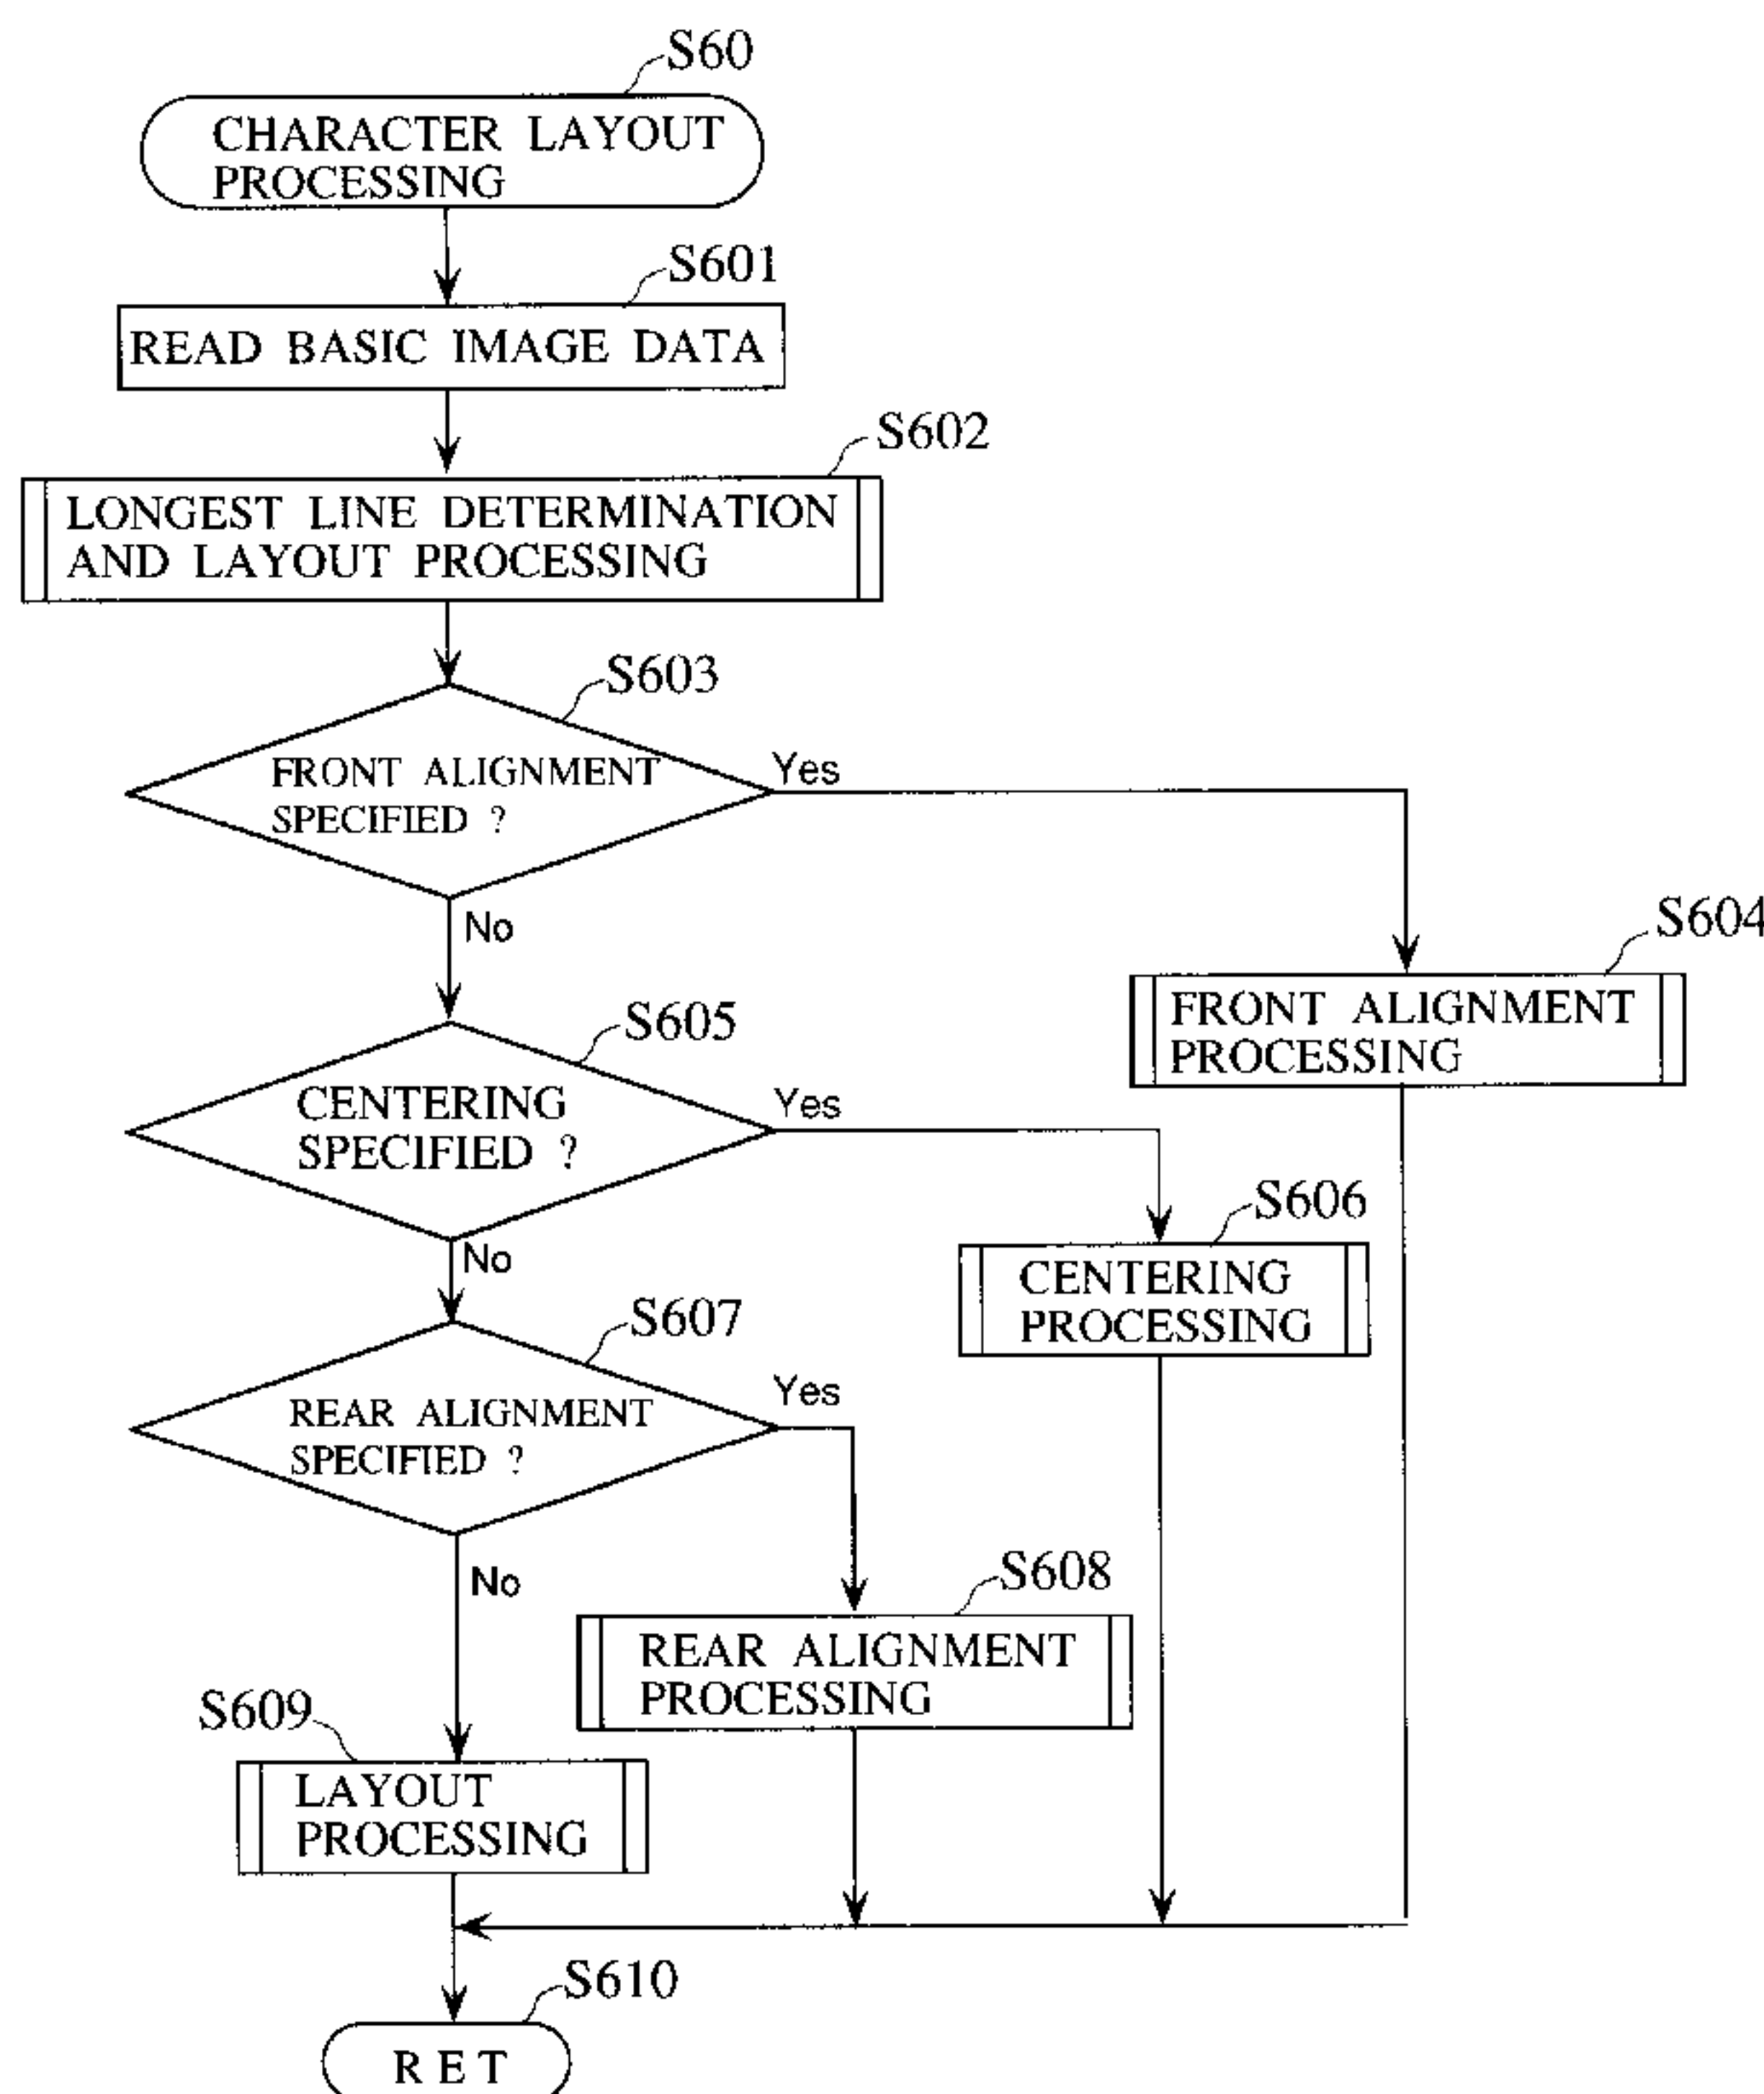 S60
CHARACTER LAYOUT
PROCESSING
S601
READ BASIC IMAGE DATA
S602
LONGEST LINE DETERMINATION
AND LAYOUT PROCESSING
S603
FRONT ALIGNMENT
SPECIFIED ?
Yes
No
S604
FRONT ALIGNMENT
PROCESSING
S605
CENTERING
SPECIFIED ?
Yes
No
S606
CENTERING
PROCESSING
S607
REAR ALIGNMENT
SPECIFIED ?
Yes
No
S608
REAR ALIGNMENT
PROCESSING
S609
LAYOUT
PROCESSING
S610
RET